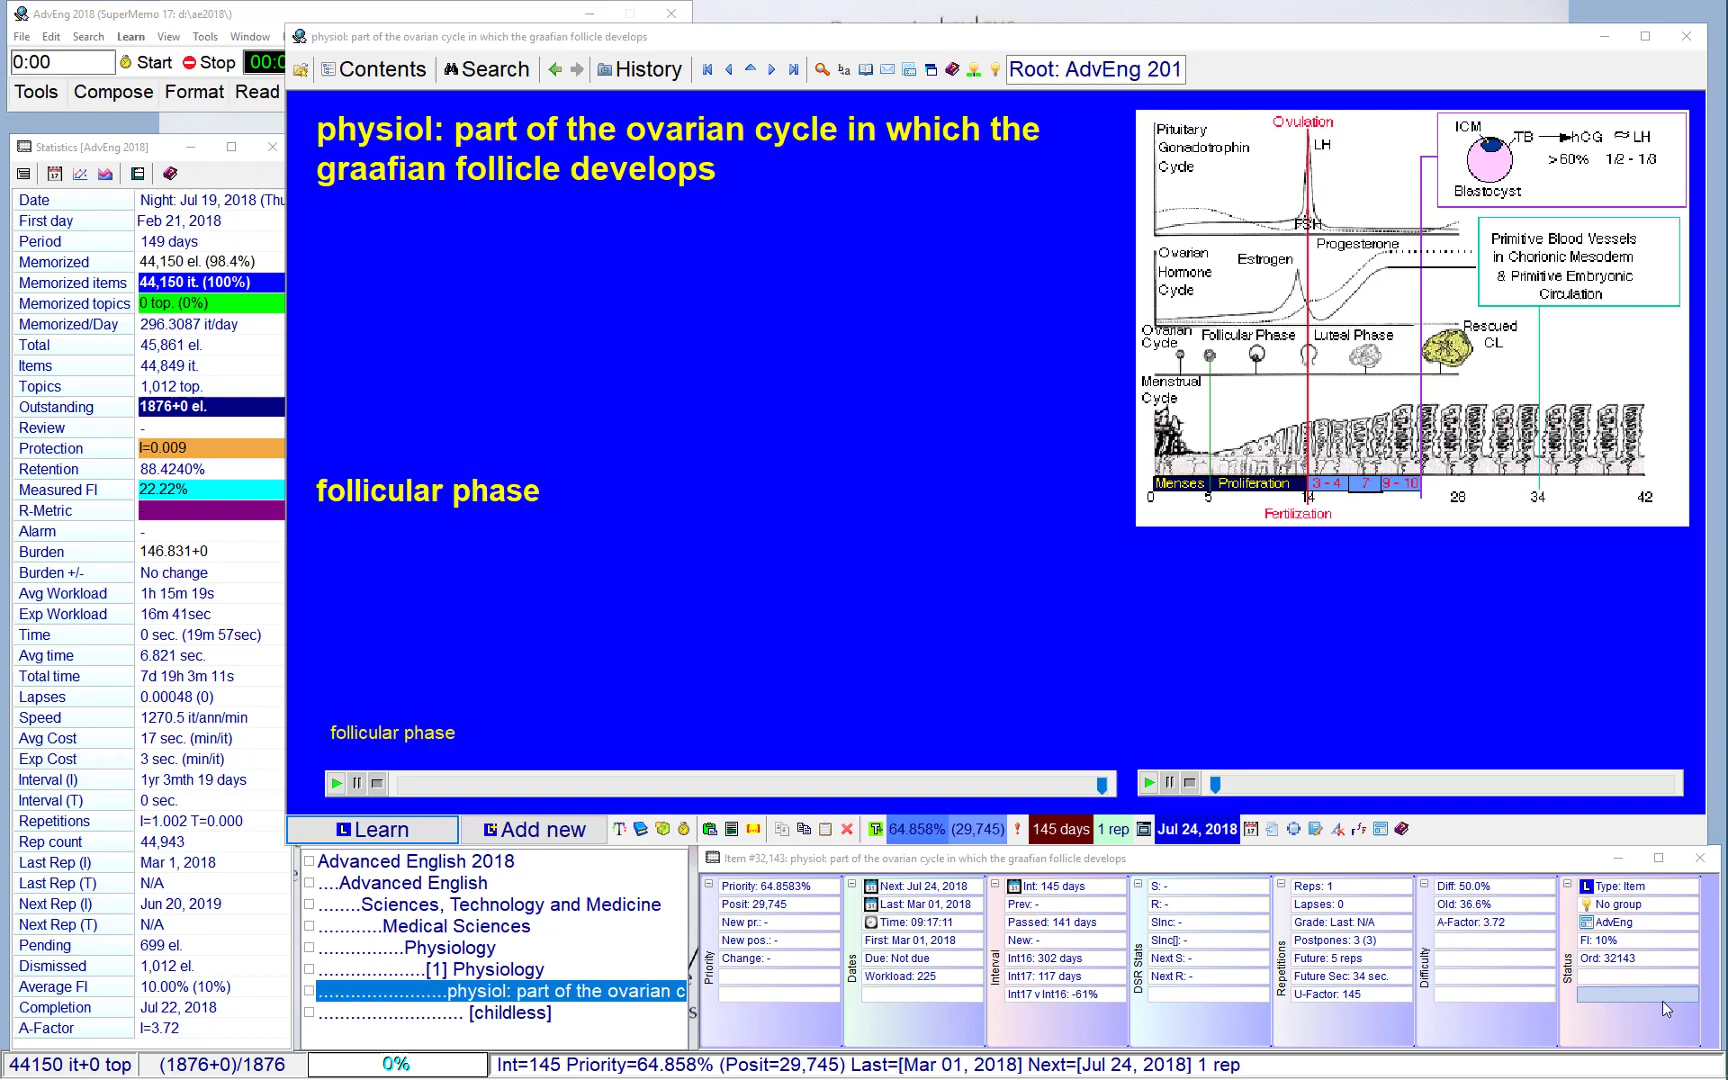 AdvEng 2018 (SuperMemo 17: d:\ae2018\)
File Edit Search Learn View Tools Window
0:00 Start Stop 00:0
Tools Compose Format Read
physiol: part of the ovarian cycle in which the graafian follicle develops
Contents Search History Root: AdvEng 201
Statistics [AdvEng 2018]
Date Night: Jul 19, 2018 (Thu
First day Feb 21, 2018
Period 149 days
Memorized 44,150 el. (98.4%)
Memorized items 44,150 it. (100%)
Memorized topics 0 top. (0%)
Memorized/Day 296.3087 it/day
Total 45,861 el.
Items 44,849 it.
Topics 1,012 top.
Outstanding 1876+0 el.
Review -
Protection I=0.009
Retention 88.4240%
Measured FI 22.22%
R-Metric -
Alarm -
Burden 146.831+0
Burden +/- No change
Avg Workload 1h 15m 19s
Exp Workload 16m 41sec
Time 0 sec. (19m 57sec)
Avg time 6.821 sec.
Total time 7d 19h 3m 11s
Lapses 0.00048 (0)
Speed 1270.5 it/ann/min
Avg Cost 17 sec. (min/it)
Exp Cost 3 sec. (min/it)
Interval (I) 1yr 3mth 19 days
Interval (T) 0 sec.
Repetitions I=1.002 T=0.000
Rep count 44,943
Last Rep (I) Mar 1, 2018
Last Rep (T) N/A
Next Rep (I) Jun 20, 2019
Next Rep (T) N/A
Pending 699 el.
Dismissed 1,012 el.
Average FI 10.00% (10%)
Completion Jul 22, 2018
A-Factor I=3.72
physiol: part of the ovarian cycle in which the
graafian follicle develops
follicular phase
follicular phase
Pituitary
Gonadotrophin
Cycle
Ovulation
LH
FSH
ICM
TB hCG ≈ LH
>60% 1/2 - 1/3
Blastocyst
Ovarian
Hormone
Cycle
Estrogen
Progesterone
Primitive Blood Vessels
in Chorionic Mesoderm
& Primitive Embryonic
Circulation
Ovarian
Cycle
Follicular Phase Luteal Phase
Rescued
CL
Menstrual
Cycle
Menses Proliferation 3 - 4 7 9 - 10
0 5 14 28 34 42
Fertilization
Learn Add new 64.858% (29,745) 145 days 1 rep Jul 24, 2018
Advanced English 2018
....Advanced English
........Sciences, Technology and Medicine
............Medical Sciences
................Physiology
....................[1] Physiology
........................physiol: part of the ovarian c
........................... [childless]
Item #32,143: physiol: part of the ovarian cycle in which the graafian follicle develops
Priority
Priority: 64.8583%
Posit: 29,745
New pr.: -
New pos.: -
Change: -
Dates
Next: Jul 24, 2018
Last: Mar 01, 2018
Time: 09:17:11
First: Mar 01, 2018
Due: Not due
Workload: 225
Interval
Int: 145 days
Prev: -
Passed: 141 days
New: -
Int16: 302 days
Int17: 117 days
Int17 v Int16: -61%
DSR Stats
S: -
R: -
SInc: -
SInc[]: -
Next S: -
Next R: -
Repetitions
Reps: 1
Lapses: 0
Grade: Last: N/A
Postpones: 3 (3)
Future: 5 reps
Future Sec: 34 sec.
U-Factor: 145
Difficulty
Diff: 50.0%
Old: 36.6%
A-Factor: 3.72
Status
Type: Item
No group
AdvEng
FI: 10%
Ord: 32143
44150 it+0 top (1876+0)/1876 0% Int=145 Priority=64.858% (Posit=29,745) Last=[Mar 01, 2018] Next=[Jul 24, 2018] 1 rep